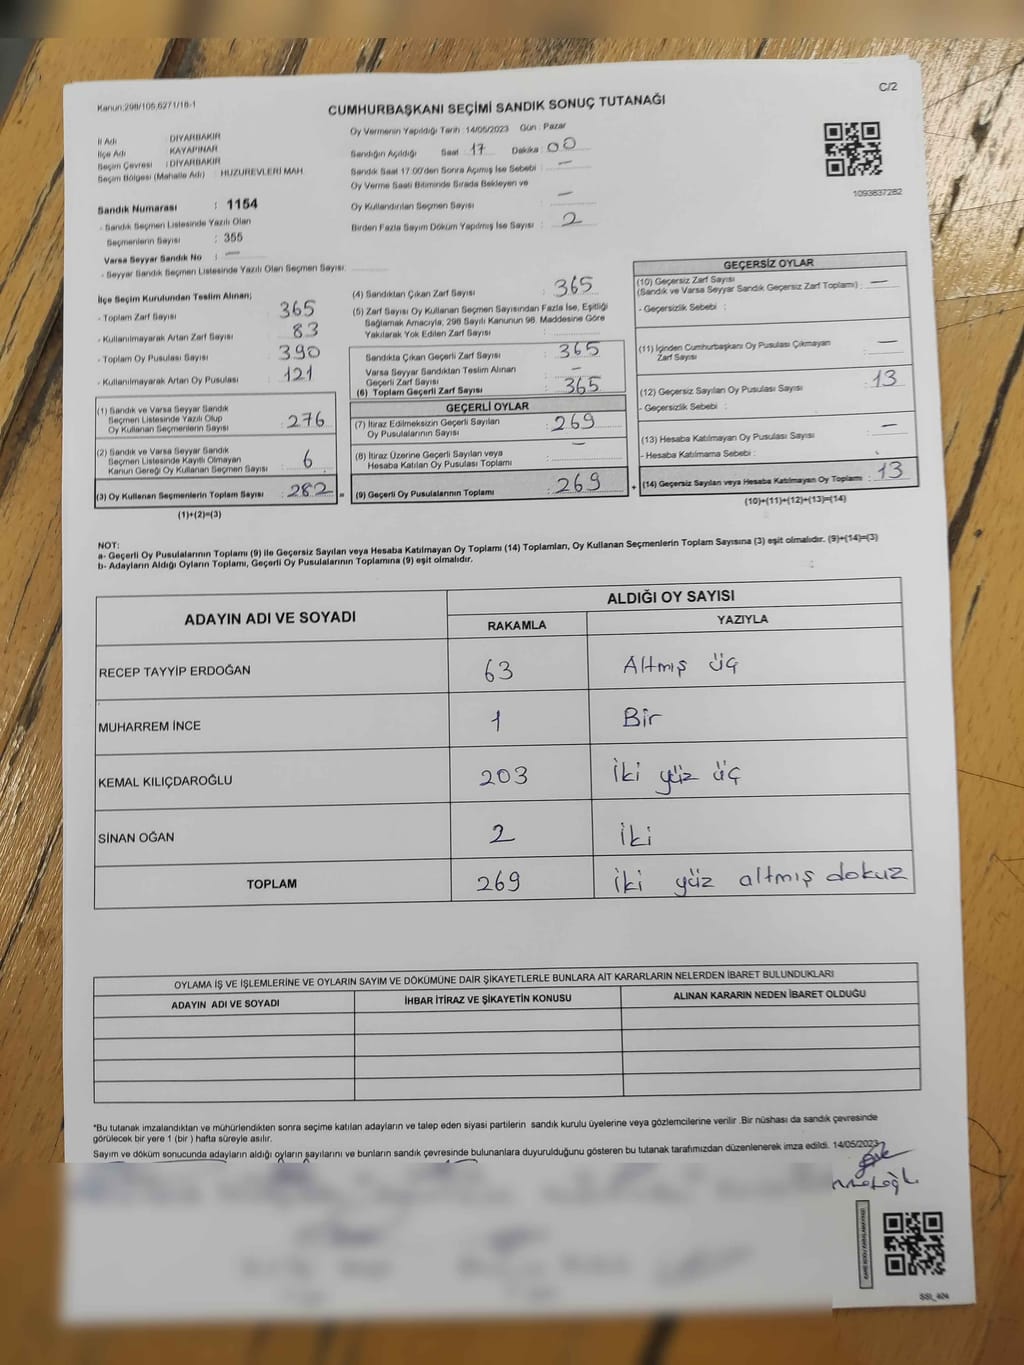 Kanun:298/105,6271/18-1
C/2
CUMHURBAŞKANI SEÇİMİ SANDIK SONUÇ TUTANAĞI
İl Adı : DİYARBAKIR
İlçe Adı KAYAPINAR
Seçim Çevresi : DİYARBAKIR
Seçim Bölgesi (Mahalle Adı) : HUZUREVLERİ MAH.
Sandık Numarası : 1154
- Sandık Seçmen Listesinde Yazılı Olan
Seçmenlerin Sayısı : 355
Varsa Seyyar Sandık No : —
- Seyyar Sandık Seçmen Listesinde Yazılı Olan Seçmen Sayısı:
Oy Vermenin Yapıldığı Tarih :14/05/2023 Gün : Pazar
Sandığın Açıldığı Saat 17 Dakika : 00
Sandık Saat 17.00'den Sonra Açımış İse Sebebi : —
Oy Verme Saati Bitiminde Sırada Bekleyen ve
Oy Kullandırılan Seçmen Sayısı : —
Birden Fazla Sayım Döküm Yapılmış İse Sayısı : 2
1093837282
İlçe Seçim Kurulundan Teslim Alınan;
- Toplam Zarf Sayısı : 365
- Kullanılmayarak Artan Zarf Sayısı : 83
- Toplam Oy Pusulası Sayısı : 390
- Kullanılmayarak Artan Oy Pusulası : 121
(1) Sandık ve Varsa Seyyar Sandık
Seçmen Listesinde Yazılı Olup
Oy Kullanan Seçmenlerin Sayısı : 276
(2) Sandık ve Varsa Seyyar Sandık
Seçmen Listesinde Kayıtlı Olmayan
Kanun Gereği Oy Kullanan Seçmen Sayısı : 6
(3) Oy Kullanan Seçmenlerin Toplam Sayısı : 282 =
(1)+(2)=(3)
(4) Sandıktan Çıkan Zarf Sayısı : 365
(5) Zarf Sayısı Oy Kullanan Seçmen Sayısından Fazla İse, Eşitliği
Sağlamak Amacıyla, 298 Sayılı Kanunun 98. Maddesine Göre
Yakılarak Yok Edilen Zarf Sayısı :
Sandıkta Çıkan Geçerli Zarf Sayısı : 365
Varsa Seyyar Sandıktan Teslim Alınan
Geçerli Zarf Sayısı : —
(6) Toplam Geçerli Zarf Sayısı : 365
GEÇERLİ OYLAR
(7) İtiraz Edilmeksizin Geçerli Sayılan
Oy Pusulalarının Sayısı : 269
(8) İtiraz Üzerine Geçerli Sayılan veya
Hesaba Katılan Oy Pusulası Toplamı : —
(9) Geçerli Oy Pusulalarının Toplamı : 269 +
GEÇERSİZ OYLAR
(10) Geçersiz Zarf Sayısı
(Sandık ve Varsa Seyyar Sandık Geçersiz Zarf Toplamı) : —
- Geçersizlik Sebebi :
(11) İçinden Cumhurbaşkanı Oy Pusulası Çıkmayan
Zarf Sayısı : —
(12) Geçersiz Sayılan Oy Pusulası Sayısı : 13
- Geçersizlik Sebebi :
(13) Hesaba Katılmayan Oy Pusulası Sayısı : —
- Hesaba Katılmama Sebebi :
(14) Geçersiz Sayılan veya Hesaba Katılmayan Oy Toplamı : 13
(10)+(11)+(12)+(13)=(14)
NOT:
a- Geçerli Oy Pusulalarının Toplamı (9) ile Geçersiz Sayılan veya Hesaba Katılmayan Oy Toplamı (14) Toplamları, Oy Kullanan Seçmenlerin Toplam Sayısına (3) eşit olmalıdır. (9)+(14)=(3)
b- Adayların Aldığı Oyların Toplamı, Geçerli Oy Pusulalarının Toplamına (9) eşit olmalıdır.
ADAYIN ADI VE SOYADI ALDIĞI OY SAYISI
RAKAMLA YAZIYLA
RECEP TAYYİP ERDOĞAN 63 Altmış üç
MUHARREM İNCE 1 Bir
KEMAL KILIÇDAROĞLU 203 İki yüz üç
SİNAN OĞAN 2 İki
TOPLAM 269 İki yüz altmış dokuz
OYLAMA İŞ VE İŞLEMLERİNE VE OYLARIN SAYIM VE DÖKÜMÜNE DAİR ŞİKAYETLERLE BUNLARA AİT KARARLARIN NELERDEN İBARET BULUNDUKLARI
ADAYIN ADI VE SOYADI İHBAR İTİRAZ VE ŞİKAYETİN KONUSU ALINAN KARARIN NEDEN İBARET OLDUĞU
*Bu tutanak imzalandıktan ve mühürlendikten sonra seçime katılan adayların ve talep eden siyasi partilerin sandık kurulu üyelerine veya gözlemcilerine verilir .Bir nüshası da sandık çevresinde
görülecek bir yere 1 (bir ) hafta süreyle asılır.
Sayım ve döküm sonucunda adayların aldığı oyların sayılarını ve bunların sandık çevresinde bulunanlara duyurulduğunu gösteren bu tutanak tarafımızdan düzenlenerek imza edildi. 14/05/2023
SSI_404